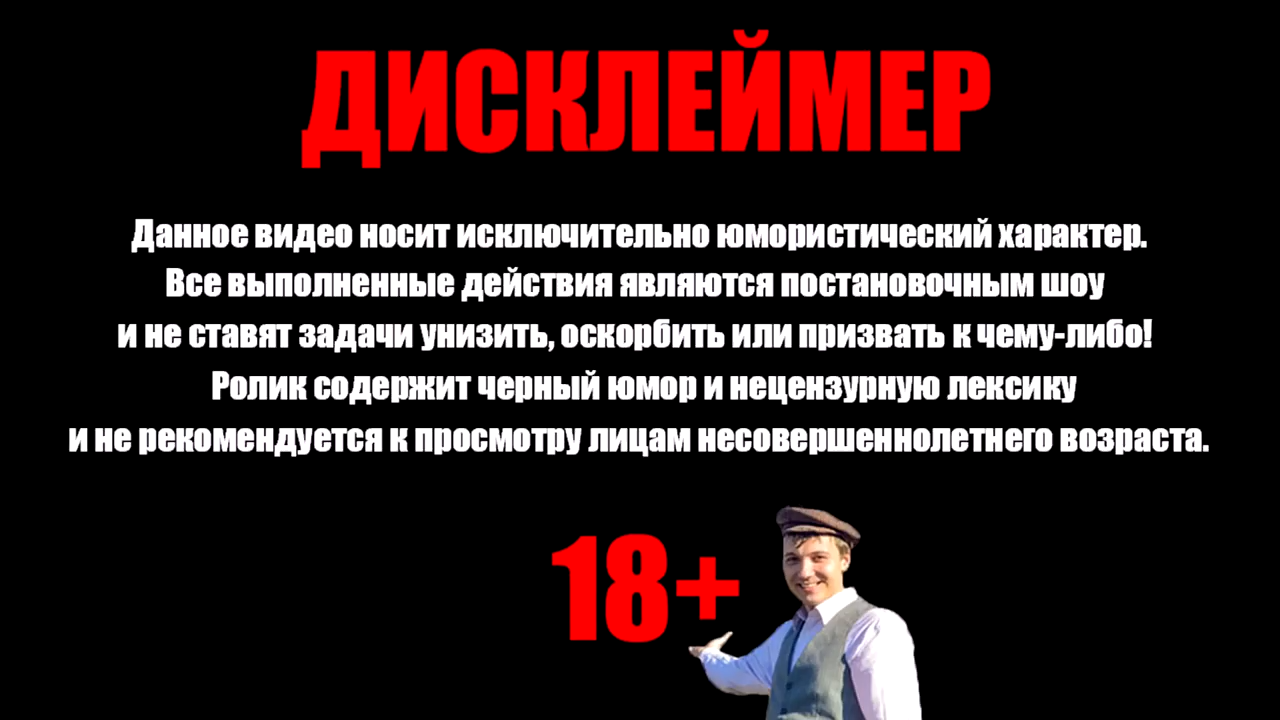 ДИСКЛЕЙМЕР
Данное видео носит исключительно юмористический характер.
Все выполненные действия являются постановочным шоу
и не ставят задачи унизить, оскорбить или призвать к чему-либо!
Ролик содержит черный юмор и нецензурную лексику
и не рекомендуется к просмотру лицам несовершеннолетнего возраста.
18+